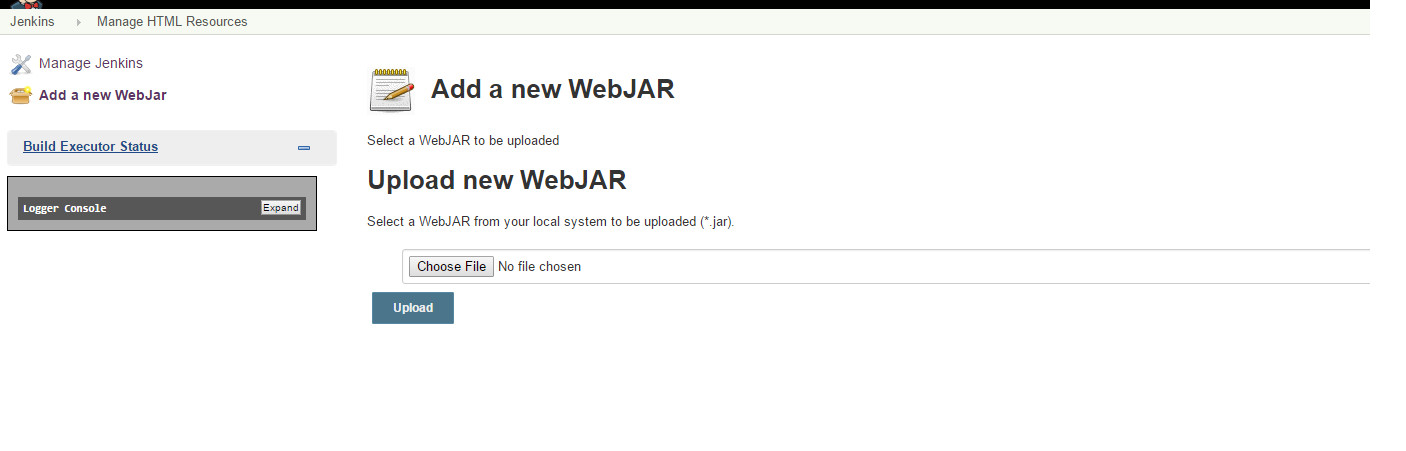 Jenkins Manage HTML Resources
Manage Jenkins
Add a new WebJar
Build Executor Status
Logger Console Expand
Add a new WebJAR
Select a WebJAR to be uploaded
Upload new WebJAR
Select a WebJAR from your local system to be uploaded (*.jar).
Choose File No file chosen
Upload